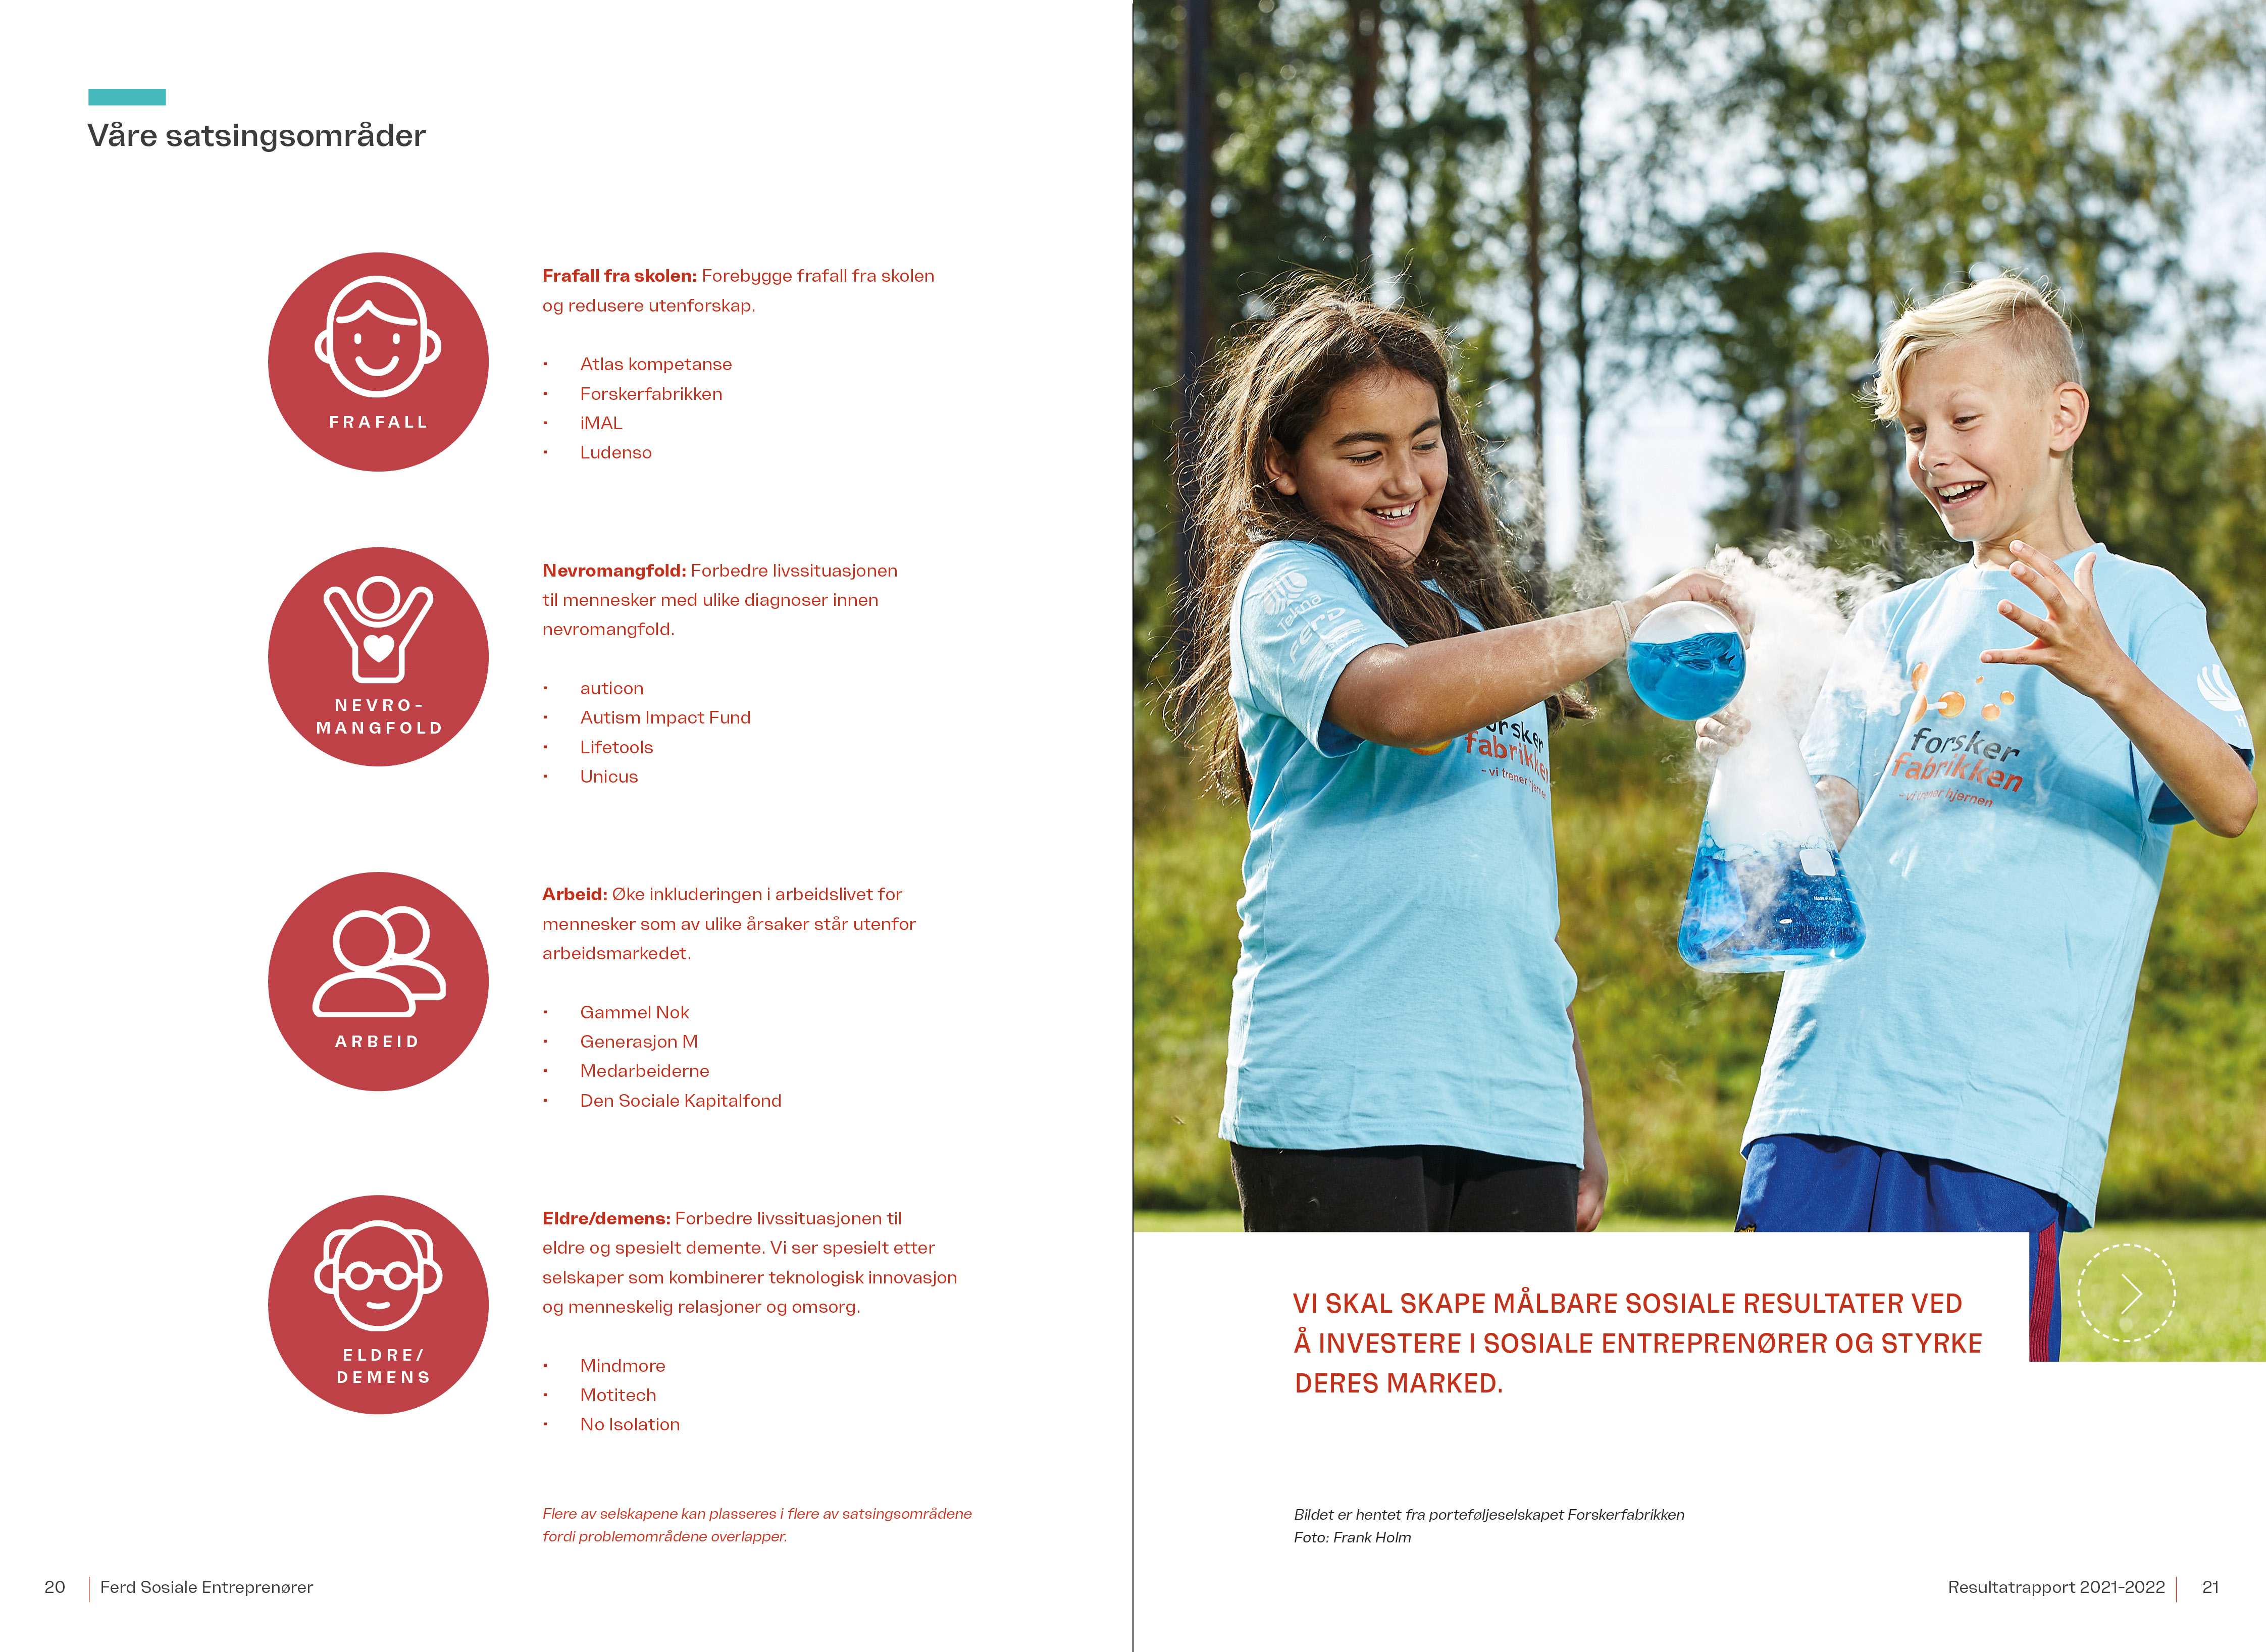 Våre satsingsområder
FRAFALL
Frafall fra skolen: Forebygge frafall fra skolen
og redusere utenforskap.
· Atlas kompetanse
· Forskerfabrikken
· iMAL
· Ludenso
NEVRO-
MANGFOLD
Nevromangfold: Forbedre livssituasjonen
til mennesker med ulike diagnoser innen
nevromangfold.
· auticon
· Autism Impact Fund
· Lifetools
· Unicus
ARBEID
Arbeid: Øke inkluderingen i arbeidslivet for
mennesker som av ulike årsaker står utenfor
arbeidsmarkedet.
· Gammel Nok
· Generasjon M
· Medarbeiderne
· Den Sociale Kapitalfond
ELDRE/
DEMENS
Eldre/demens: Forbedre livssituasjonen til
eldre og spesielt demente. Vi ser spesielt etter
selskaper som kombinerer teknologisk innovasjon
og menneskelig relasjoner og omsorg.
· Mindmore
· Motitech
· No Isolation
Flere av selskapene kan plasseres i flere av satsingsområdene
fordi problemområdene overlapper.
20 Ferd Sosiale Entreprenører
Tekna
FERD
forsker
fabrikken
– vi trener hjernen
forsker
fabrikken
– vi trener hjernen
VI SKAL SKAPE MÅLBARE SOSIALE RESULTATER VED
Å INVESTERE I SOSIALE ENTREPRENØRER OG STYRKE
DERES MARKED.
Bildet er hentet fra porteføljeselskapet Forskerfabrikken
Foto: Frank Holm
Resultatrapport 2021-2022 21